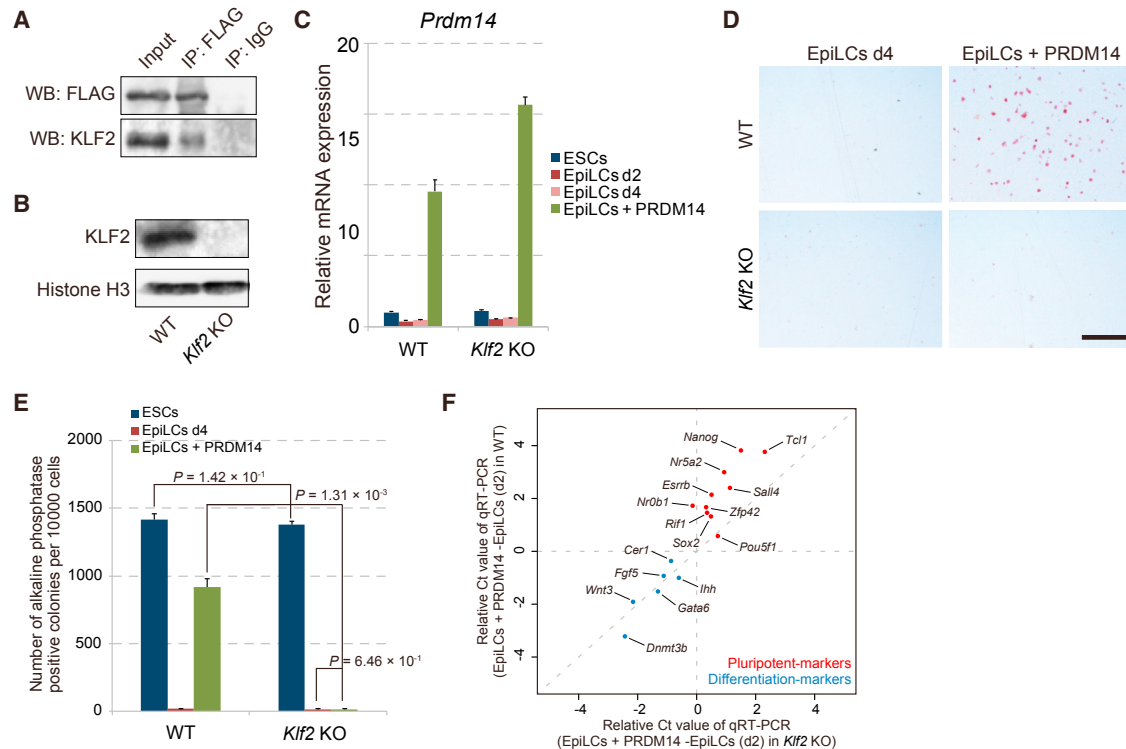 A
Input
IP: FLAG
IP: IgG
WB: FLAG
WB: KLF2
B
KLF2
Histone H3
WT
Klf2 KO
C
Prdm14
Relative mRNA expression
20
15
10
5
0
WT
Klf2 KO
ESCs
EpiLCs d2
EpiLCs d4
EpiLCs + PRDM14
D
EpiLCs d4
EpiLCs + PRDM14
WT
Klf2 KO
E
ESCs
EpiLCs d4
EpiLCs + PRDM14
Number of alkaline phosphatase
positive colonies per 10000 cells
2000
1500
1000
500
0
P = 1.42 × 10⁻¹
P = 1.31 × 10⁻³
P = 6.46 × 10⁻¹
WT
Klf2 KO
F
Relative Ct value of qRT-PCR
(EpiLCs + PRDM14 -EpiLCs (d2) in WT)
4
2
0
-2
-4
Nanog
Tcl1
Nr5a2
Esrrb
Sall4
Nr0b1
Zfp42
Rif1
Sox2
Pou5f1
Cer1
Fgf5
Ihh
Wnt3
Gata6
Dnmt3b
Pluripotent-markers
Differentiation-markers
-4
-2
0
2
4
Relative Ct value of qRT-PCR
(EpiLCs + PRDM14 -EpiLCs (d2) in Klf2 KO)